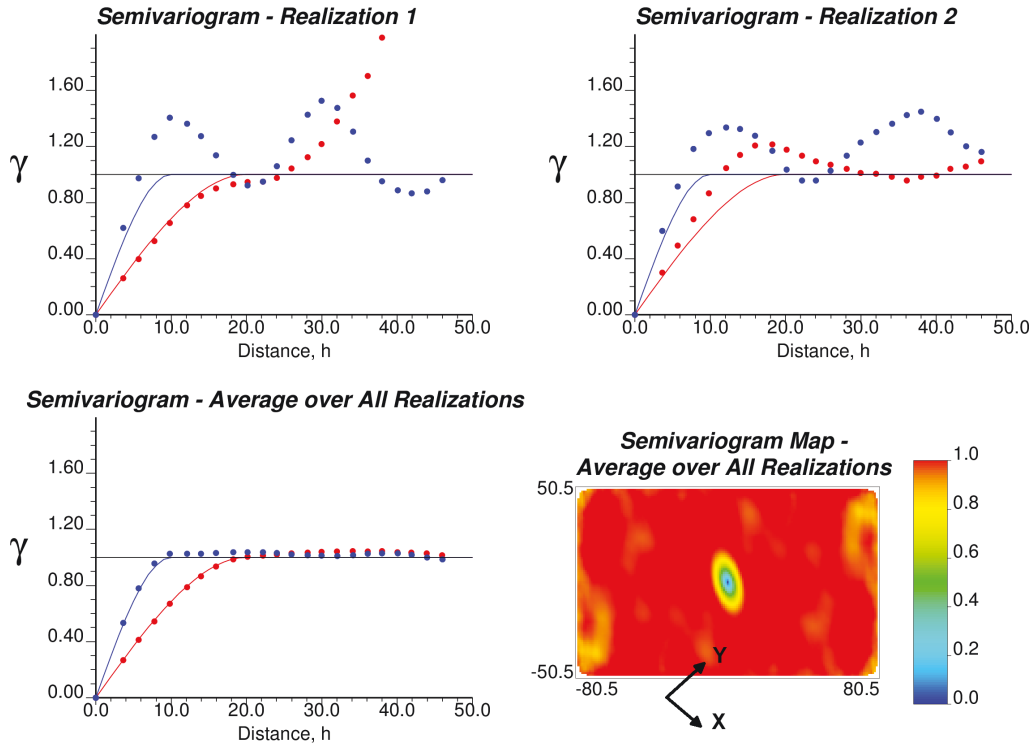 Semivariogram - Realization 1
γ
1.60
1.20
0.80
0.40
0.00
0.0 10.0 20.0 30.0 40.0 50.0
Distance, h
Semivariogram - Realization 2
γ
1.60
1.20
0.80
0.40
0.00
0.0 10.0 20.0 30.0 40.0 50.0
Distance, h
Semivariogram - Average over All Realizations
γ
1.60
1.20
0.80
0.40
0.00
0.0 10.0 20.0 30.0 40.0 50.0
Distance, h
Semivariogram Map -
Average over All Realizations
50.5
-50.5
-80.5 80.5
Y
X
1.0
0.8
0.6
0.4
0.2
0.0